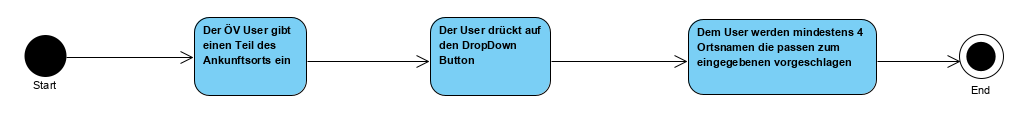 Start
Der ÖV User gibt
einen Teil des
Ankunftsorts ein
Der User drückt auf
den DropDown
Button
Dem User werden mindestens 4
Ortsnamen die passen zum
eingegebenen vorgeschlagen
End